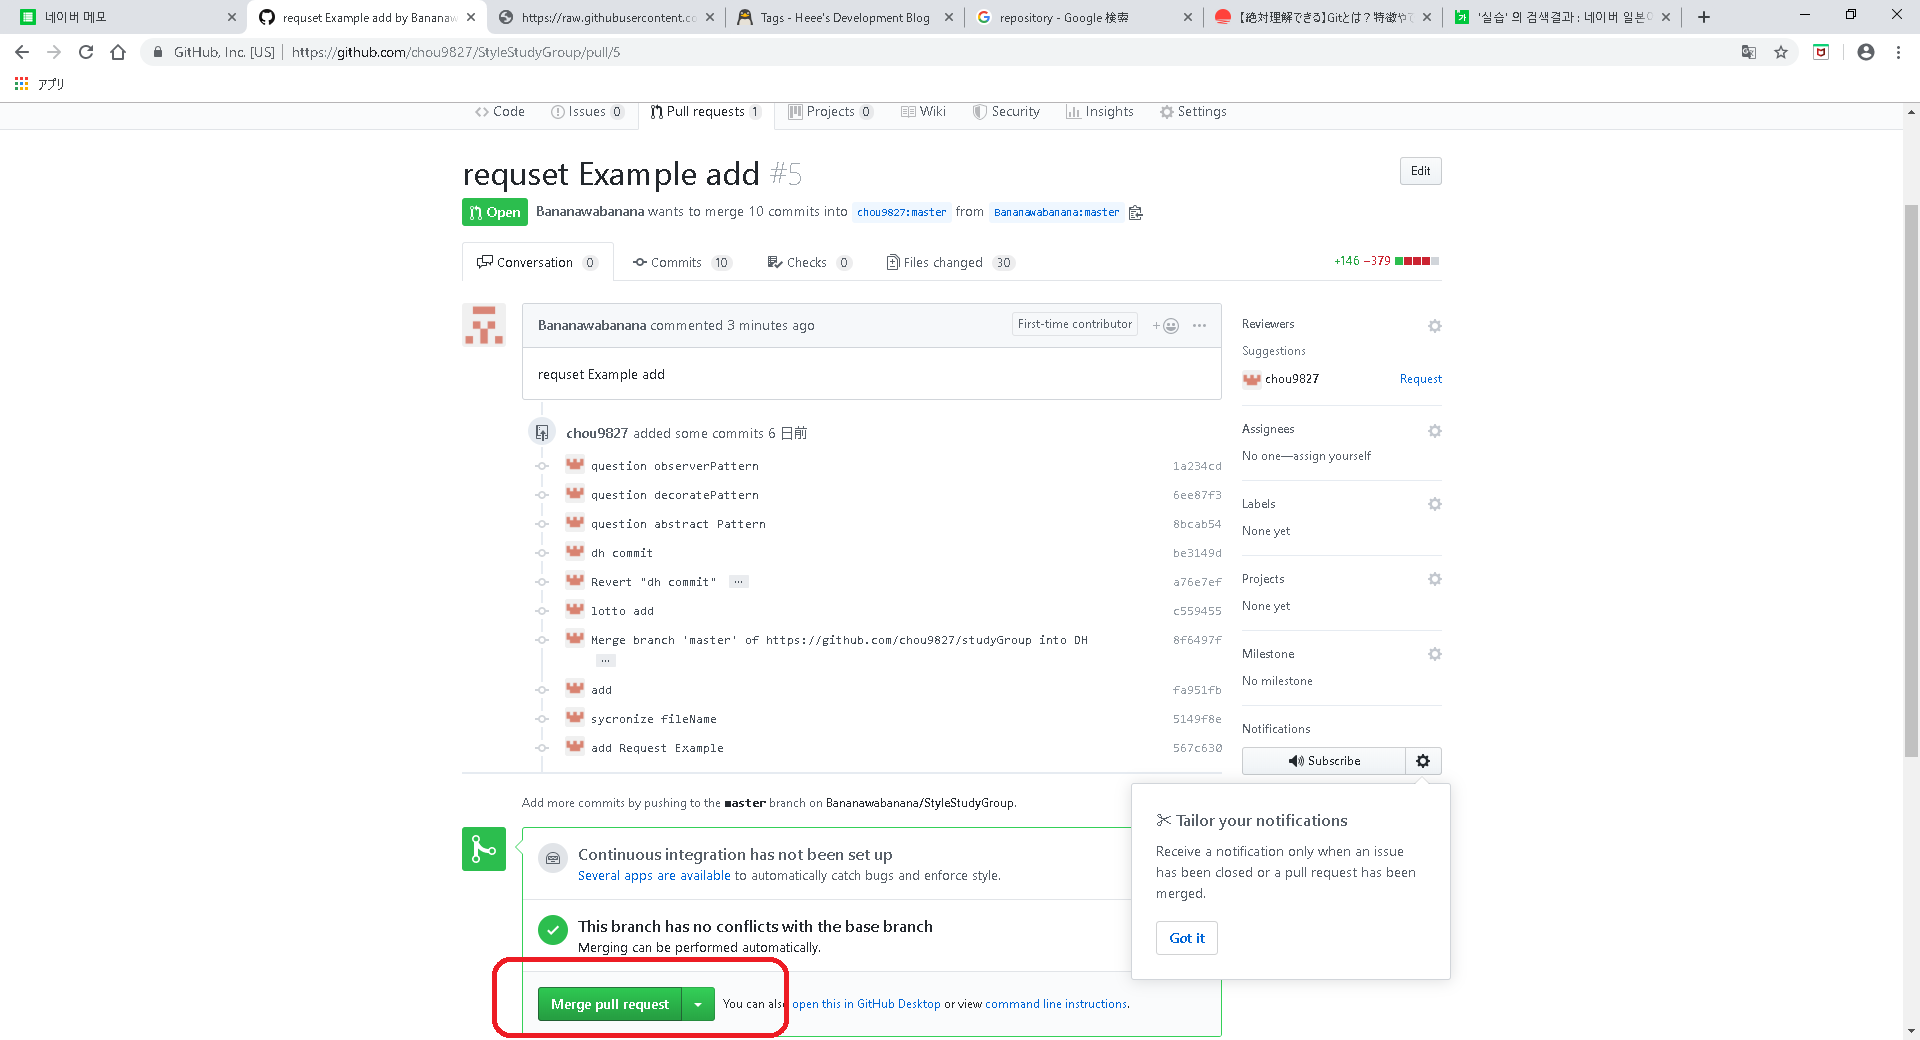 네이버 메모
requset Example add by Bananaw
https://raw.githubusercontent.co
Tags - Heee's Development Blog
repository - Google 検索
【絶対理解できる】Gitとは？特徴や
'실습' 의 검색결과 : 네이버 일본
GitHub, Inc. [US] | https://github.com/chou9827/StyleStudyGroup/pull/5
アプリ
Code Issues 0 Pull requests 1 Projects 0 Wiki Security Insights Settings
requset Example add #5
Edit
Open Bananawabanana wants to merge 10 commits into chou9827:master from Bananawabanana:master
Conversation 0 Commits 10 Checks 0 Files changed 30 +146 −379
Bananawabanana commented 3 minutes ago First-time contributor
requset Example add
chou9827 added some commits 6 日前
question observerPattern 1a234cd
question decoratePattern 6ee87f3
question abstract Pattern 8bcab54
dh commit be3149d
Revert "dh commit" … a76e7ef
lotto add c559455
Merge branch 'master' of https://github.com/chou9827/studyGroup into DH 8f6497f
…
add fa951fb
sycronize fileName 5149f8e
add Request Example 567c630
Reviewers
Suggestions
chou9827 Request
Assignees
No one—assign yourself
Labels
None yet
Projects
None yet
Milestone
No milestone
Notifications
Subscribe
Add more commits by pushing to the master branch on Bananawabanana/StyleStudyGroup.
Continuous integration has not been set up
Several apps are available to automatically catch bugs and enforce style.
This branch has no conflicts with the base branch
Merging can be performed automatically.
Merge pull request You can also open this in GitHub Desktop or view command line instructions.
Tailor your notifications
Receive a notification only when an issue
has been closed or a pull request has been
merged.
Got it